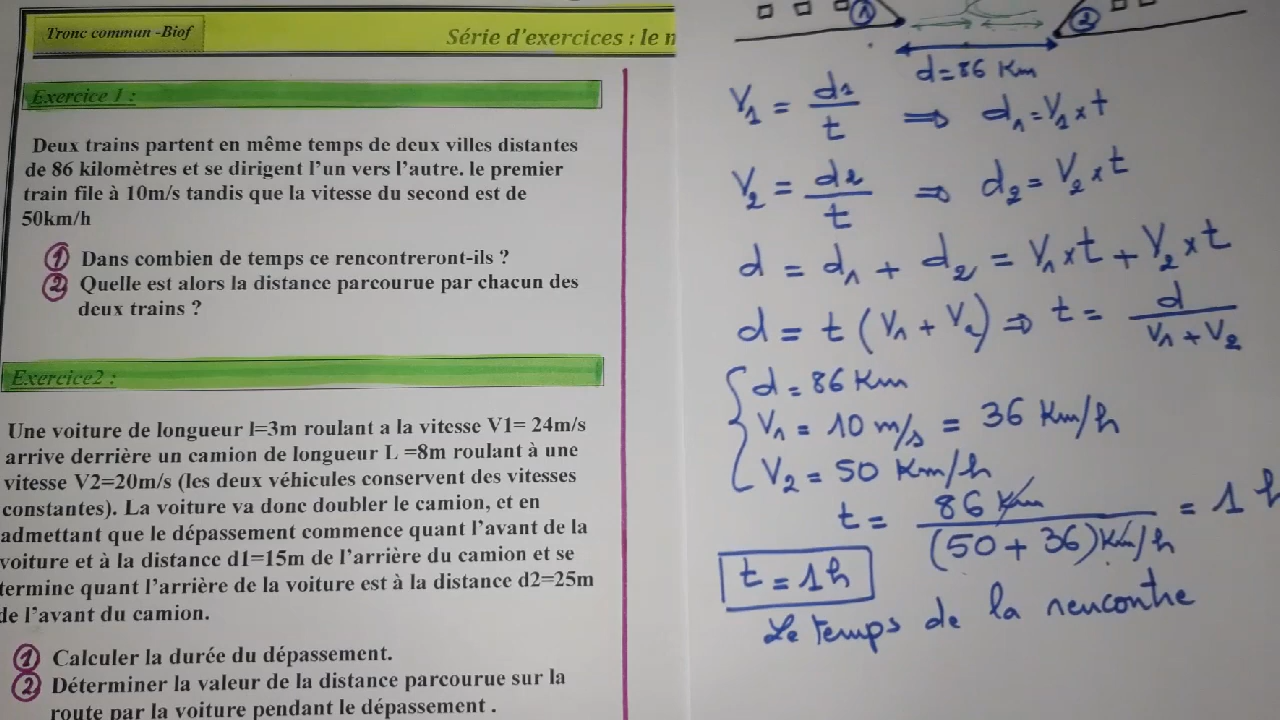 Tronc commun -Biof
Série d'exercices : le n
Exercice 1 :
Deux trains partent en même temps de deux villes distantes
de 86 kilomètres et se dirigent l'un vers l'autre. le premier
train file à 10m/s tandis que la vitesse du second est de
50km/h
① Dans combien de temps ce rencontreront-ils ?
② Quelle est alors la distance parcourue par chacun des
deux trains ?
Exercice2 :
Une voiture de longueur l=3m roulant a la vitesse V1= 24m/s
arrive derrière un camion de longueur L =8m roulant à une
vitesse V2=20m/s (les deux véhicules conservent des vitesses
constantes). La voiture va donc doubler le camion, et en
admettant que le dépassement commence quant l'avant de la
voiture et à la distance d1=15m de l'arrière du camion et se
termine quant l'arrière de la voiture est à la distance d2=25m
de l'avant du camion.
① Calculer la durée du dépassement.
② Déterminer la valeur de la distance parcourue sur la
route par la voiture pendant le dépassement .
① ②
d=86 Km
V₁ = d₁/t ⟹ d₁=V₁×t
V₂ = d₂/t ⟹ d₂=V₂×t
d = d₁ + d₂ = V₁×t + V₂×t
d = t (V₁ + V₂) ⟹ t = d/(V₁ + V₂)
{ d = 86 Km
V₁ = 10 m/s = 36 Km/h
V₂ = 50 Km/h
t = 86 Km/(50 + 36)Km/h = 1 h
t = 1h
Le temps de la rencontre